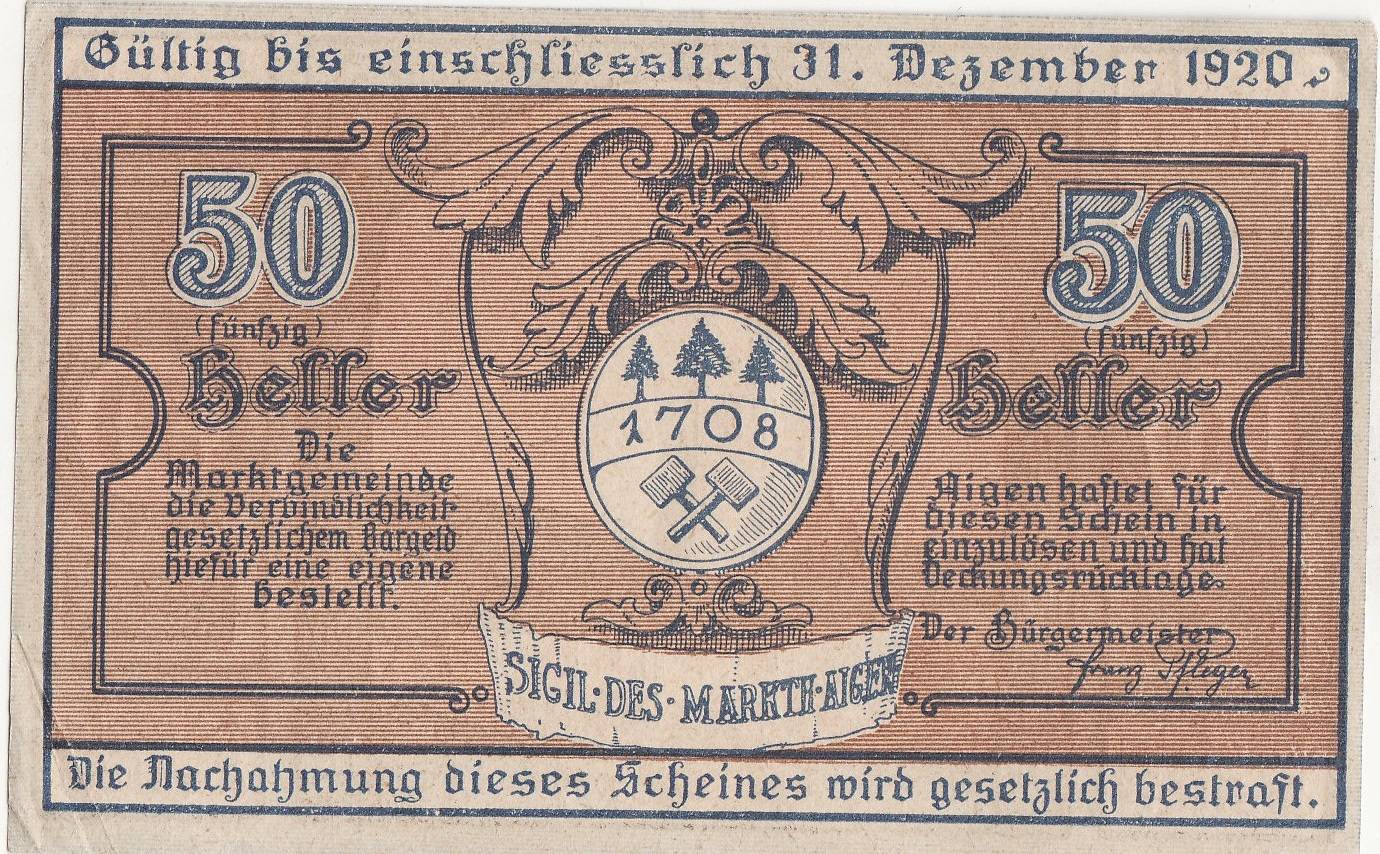 Gültig bis einschliesslich 31. Dezember 1920
50
(fünfzig)
Heller
50
(fünfzig)
Heller
1708
Die
Marktgemeinde
die Verbindlichkeit
gesetzlichem Bargeld
hiefür eine eigene
bestellt.
Aigen haftet für
diesen Schein in
einzulösen und hat
Deckungsrücklage
Der Bürgermeister
Franz Pfleger
SIGIL·DES·MARKTH·AIGEN
Die Nachahmung dieses Scheines wird gesetzlich bestraft.